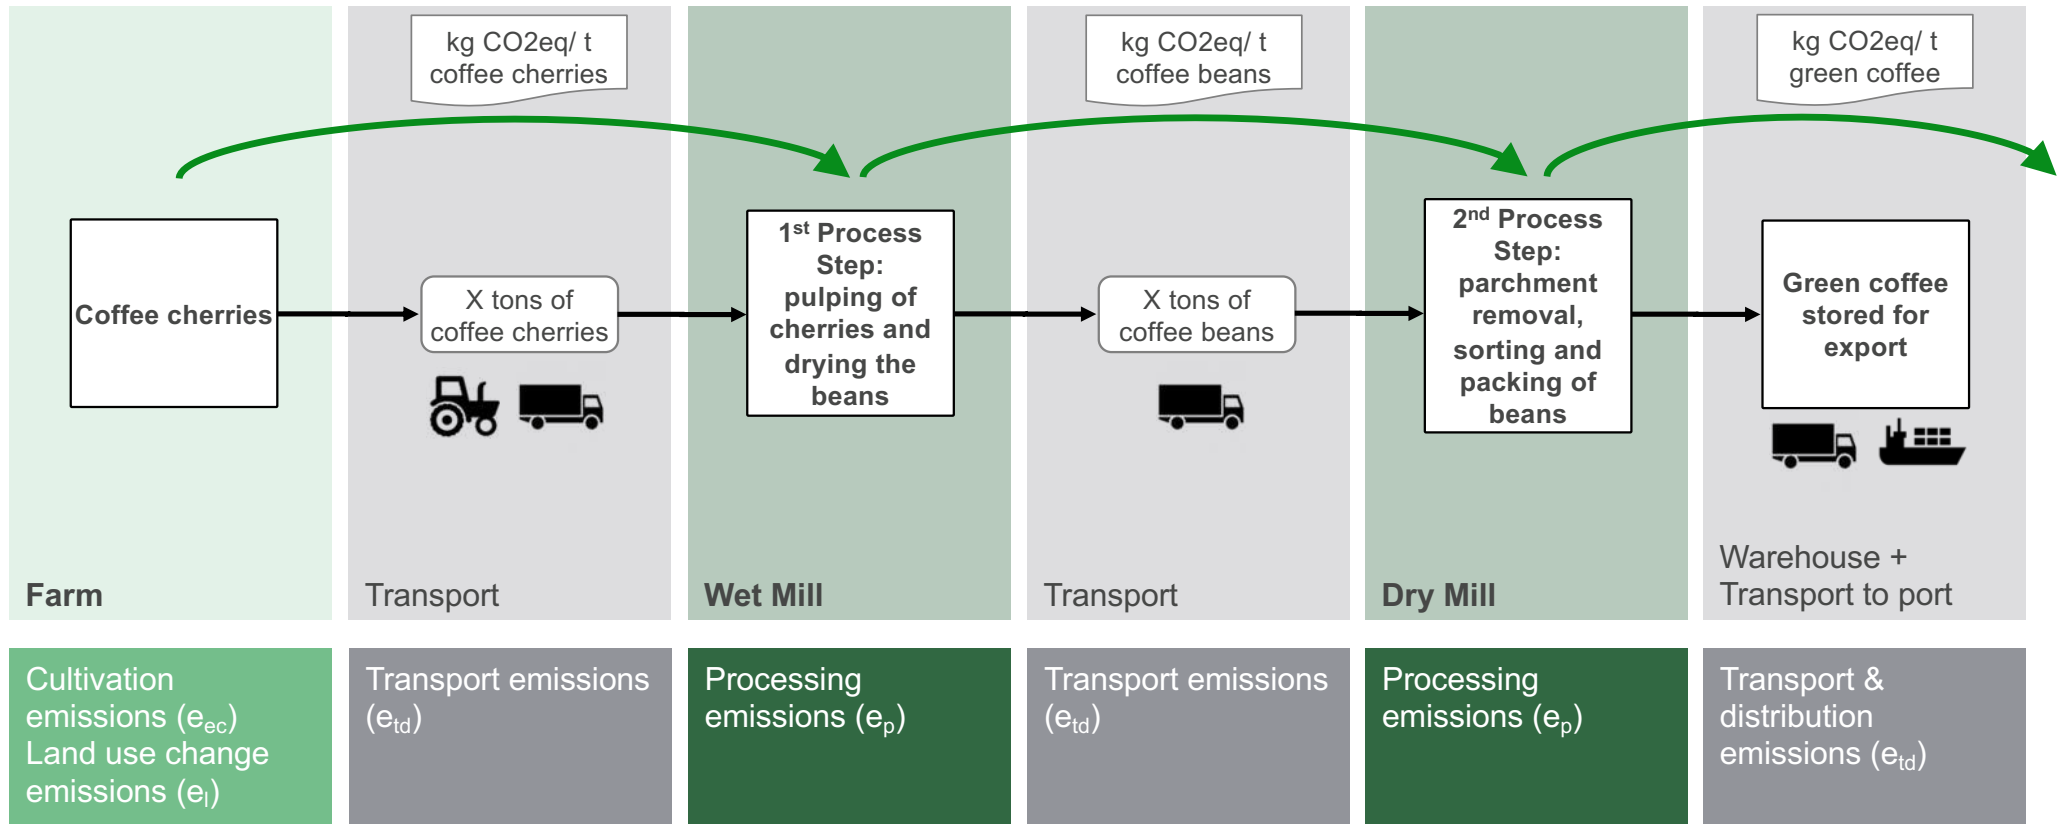 kg CO2eq/ t
coffee cherries
kg CO2eq/ t
coffee beans
kg CO2eq/ t
green coffee
Coffee cherries
X tons of
coffee cherries
1st Process
Step:
pulping of
cherries and
drying the
beans
X tons of
coffee beans
2nd Process
Step:
parchment
removal,
sorting and
packing of
beans
Green coffee
stored for
export
Farm
Transport
Wet Mill
Transport
Dry Mill
Warehouse +
Transport to port
Cultivation
emissions (eec)
Land use change
emissions (el)
Transport emissions
(etd)
Processing
emissions (ep)
Transport emissions
(etd)
Processing
emissions (ep)
Transport &
distribution
emissions (etd)